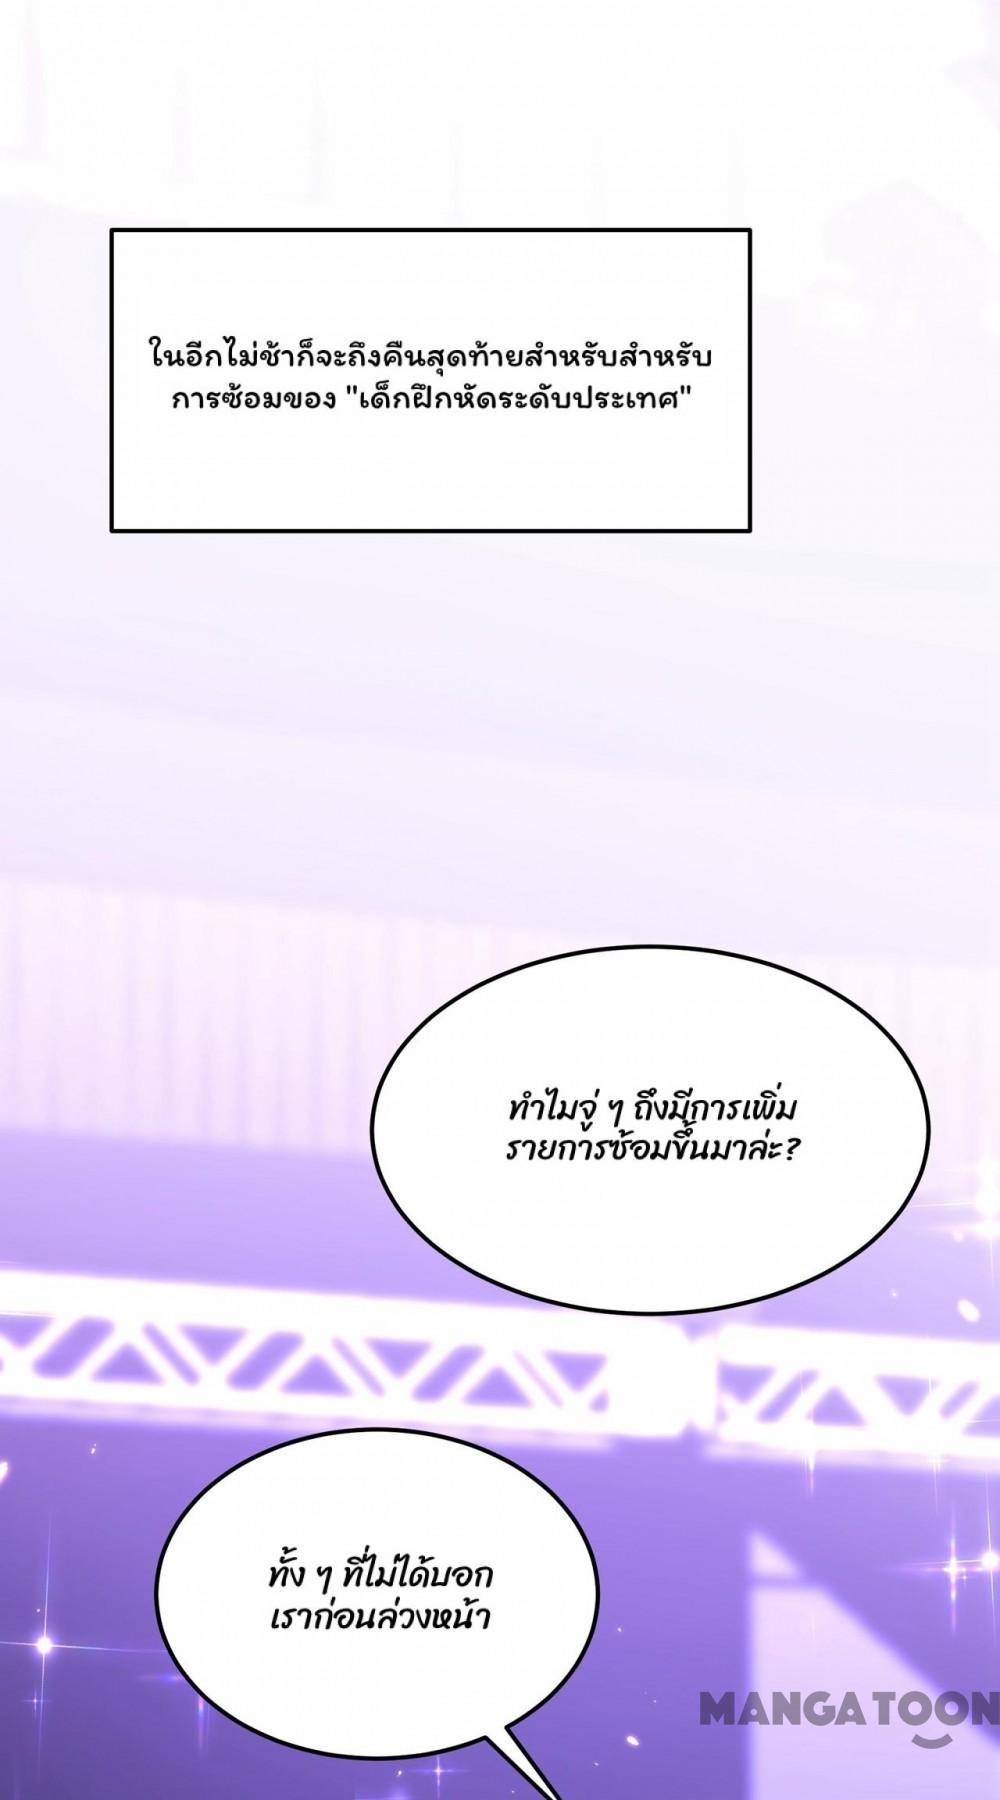 ในอีกไม่ช้าก็จะถึงคืนสุดท้ายสำหรับสำหรับ
การซ้อมของ "เด็กฝึกหัดระดับประเทศ"
ทำไมจู่ ๆ ถึงมีการเพิ่ม
รายการซ้อมขึ้นมาล่ะ?
ทั้ง ๆ ที่ไม่ได้บอก
เราก่อนล่วงหน้า
MANGATOON